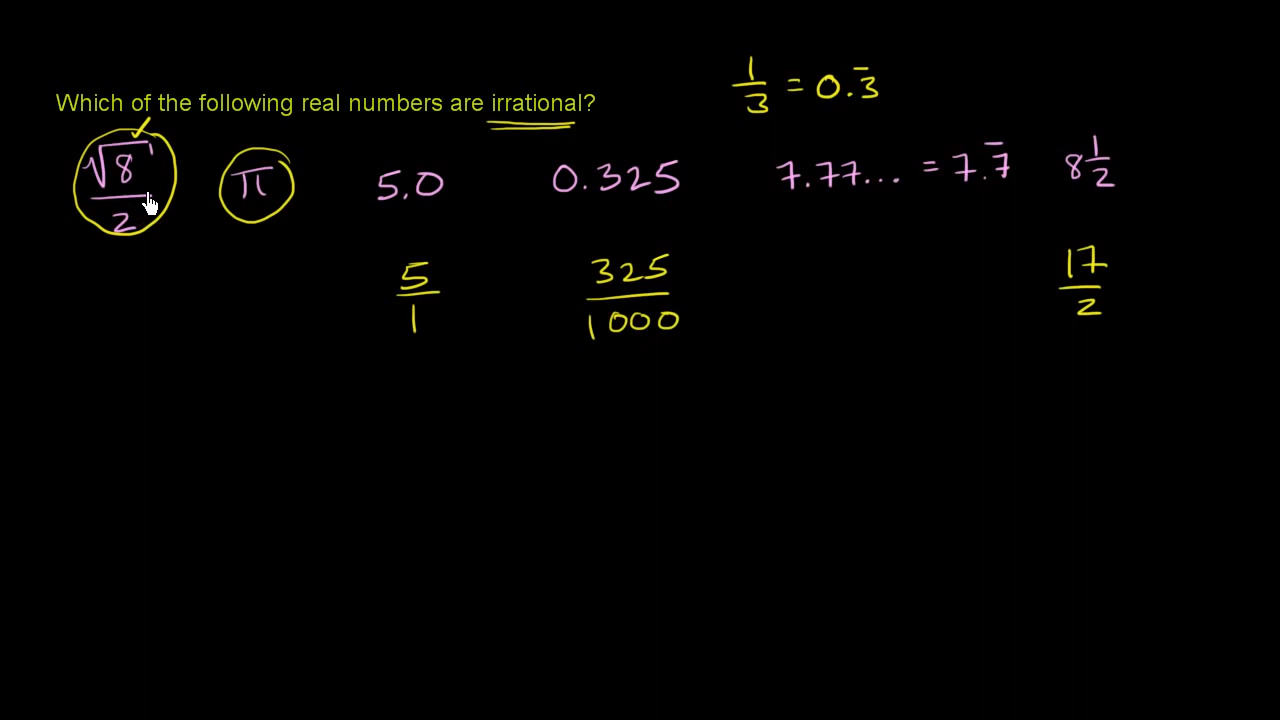 1/3 = 0.3̅
Which of the following real numbers are irrational?
√8/2 π 5.0 0.325 7.77... = 7.7̅ 8 1/2
5/1 325/1000 17/2